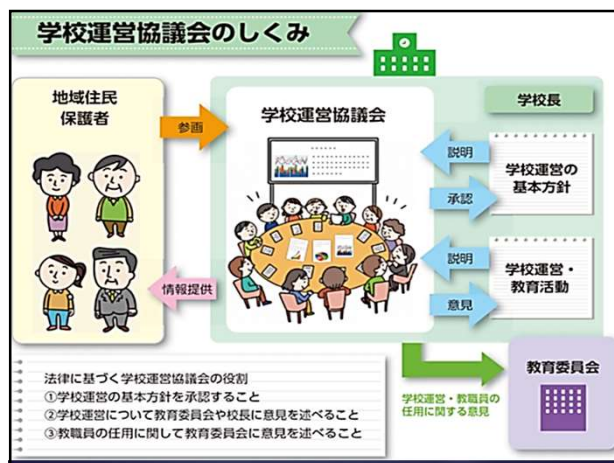 学校運営協議会のしくみ
地域住民
保護者
参画
情報提供
学校運営協議会
学校長
説明
承認
学校運営の
基本方針
説明
意見
学校運営・
教育活動
法律に基づく学校運営協議会の役割
①学校運営の基本方針を承認すること
②学校運営について教育委員会や校長に意見を述べること
③教職員の任用に関して教育委員会に意見を述べること
学校運営・教職員の
任用に関する意見
教育委員会